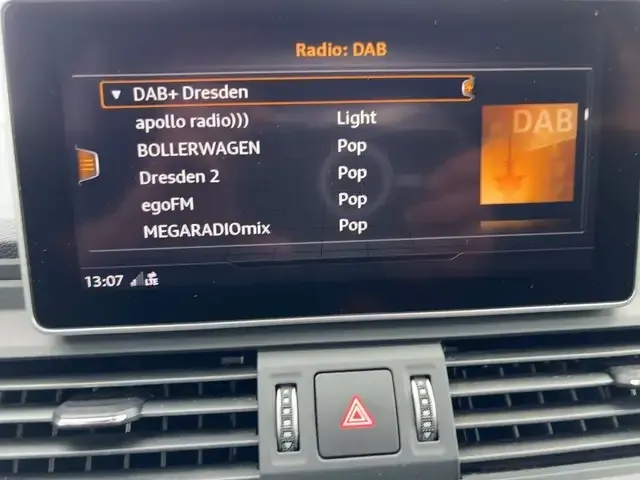 Radio: DAB
DAB+ Dresden
apollo radio))) Light
BOLLERWAGEN Pop
Dresden 2 Pop
egoFM Pop
MEGARADIOmix Pop
DAB
13:07 LTE